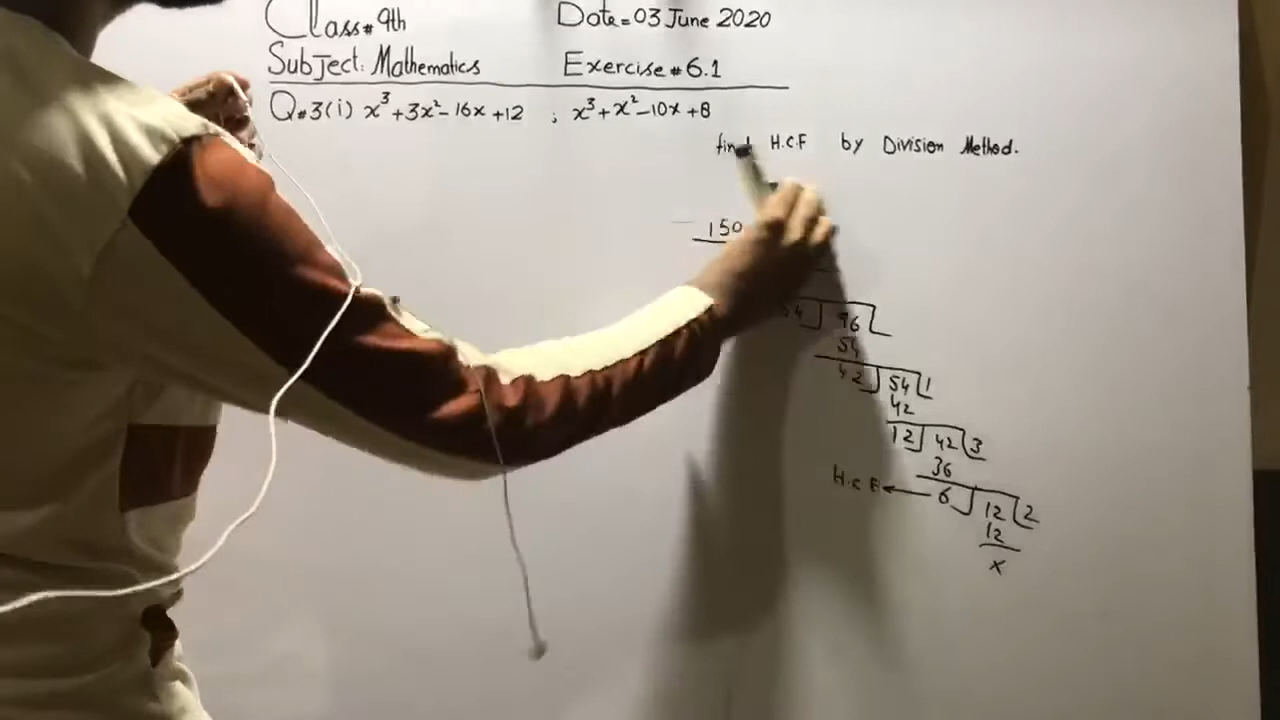 Class # 9th Date = 03 June 2020
Subject: Mathematics Exercise # 6.1
Q#3(i) x³+3x²-16x+12 ; x³+x²-10x+8
find H.C.F by Division Method.
150
54 96
54
42 54 1
42
12 42 3
36
H.C.F ← 6 12 2
12
x